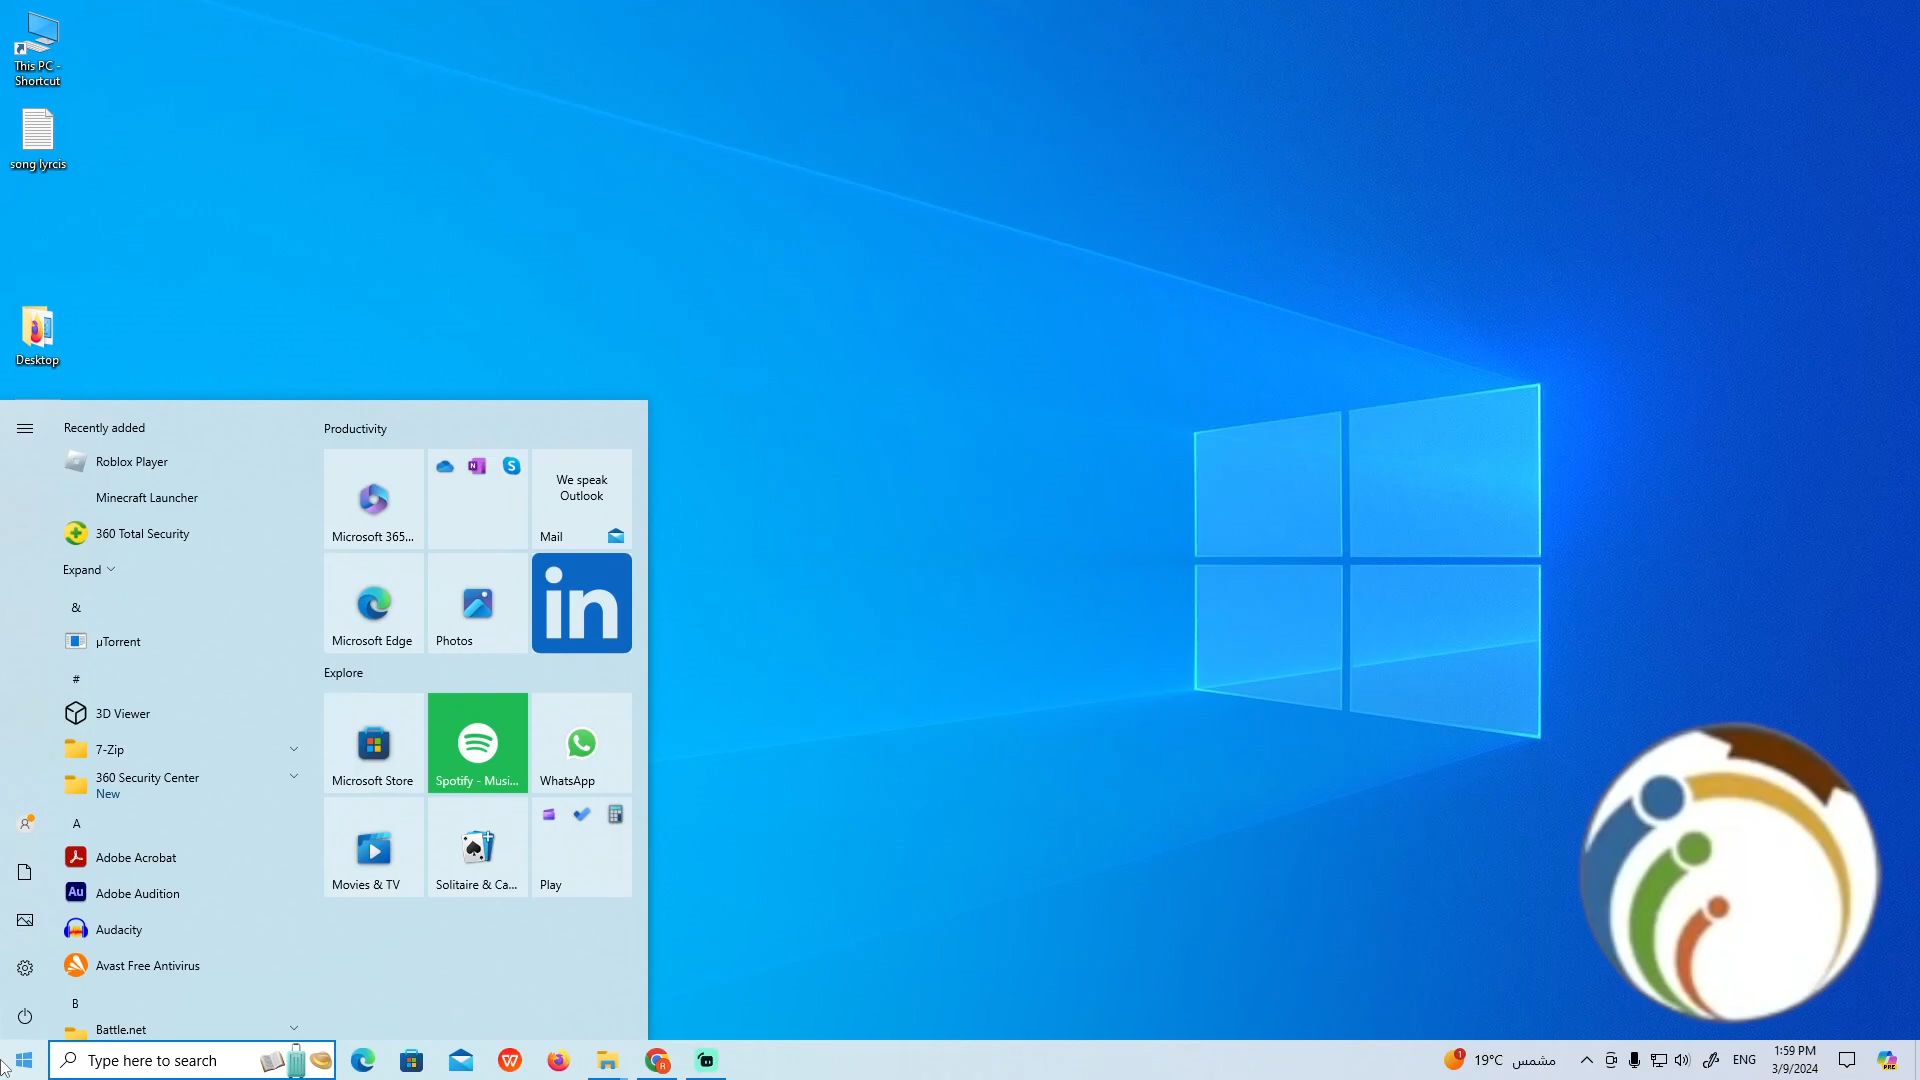 This PC -
Shortcut
song lyrcis
Desktop
Recently added
Roblox Player
Minecraft Launcher
360 Total Security
Expand
&
µTorrent
#
3D Viewer
7-Zip
360 Security Center
New
A
Adobe Acrobat
Adobe Audition
Audacity
Avast Free Antivirus
B
Battle.net
Productivity
Microsoft 365...
N
S
We speak
Outlook
Mail
Microsoft Edge
Photos
in
Explore
Microsoft Store
Spotify - Musi...
WhatsApp
Movies & TV
Solitaire & Ca...
Play
Au
Type here to search
W
R
1
19°C مشمس
ENG
1:59 PM
3/9/2024
PRE